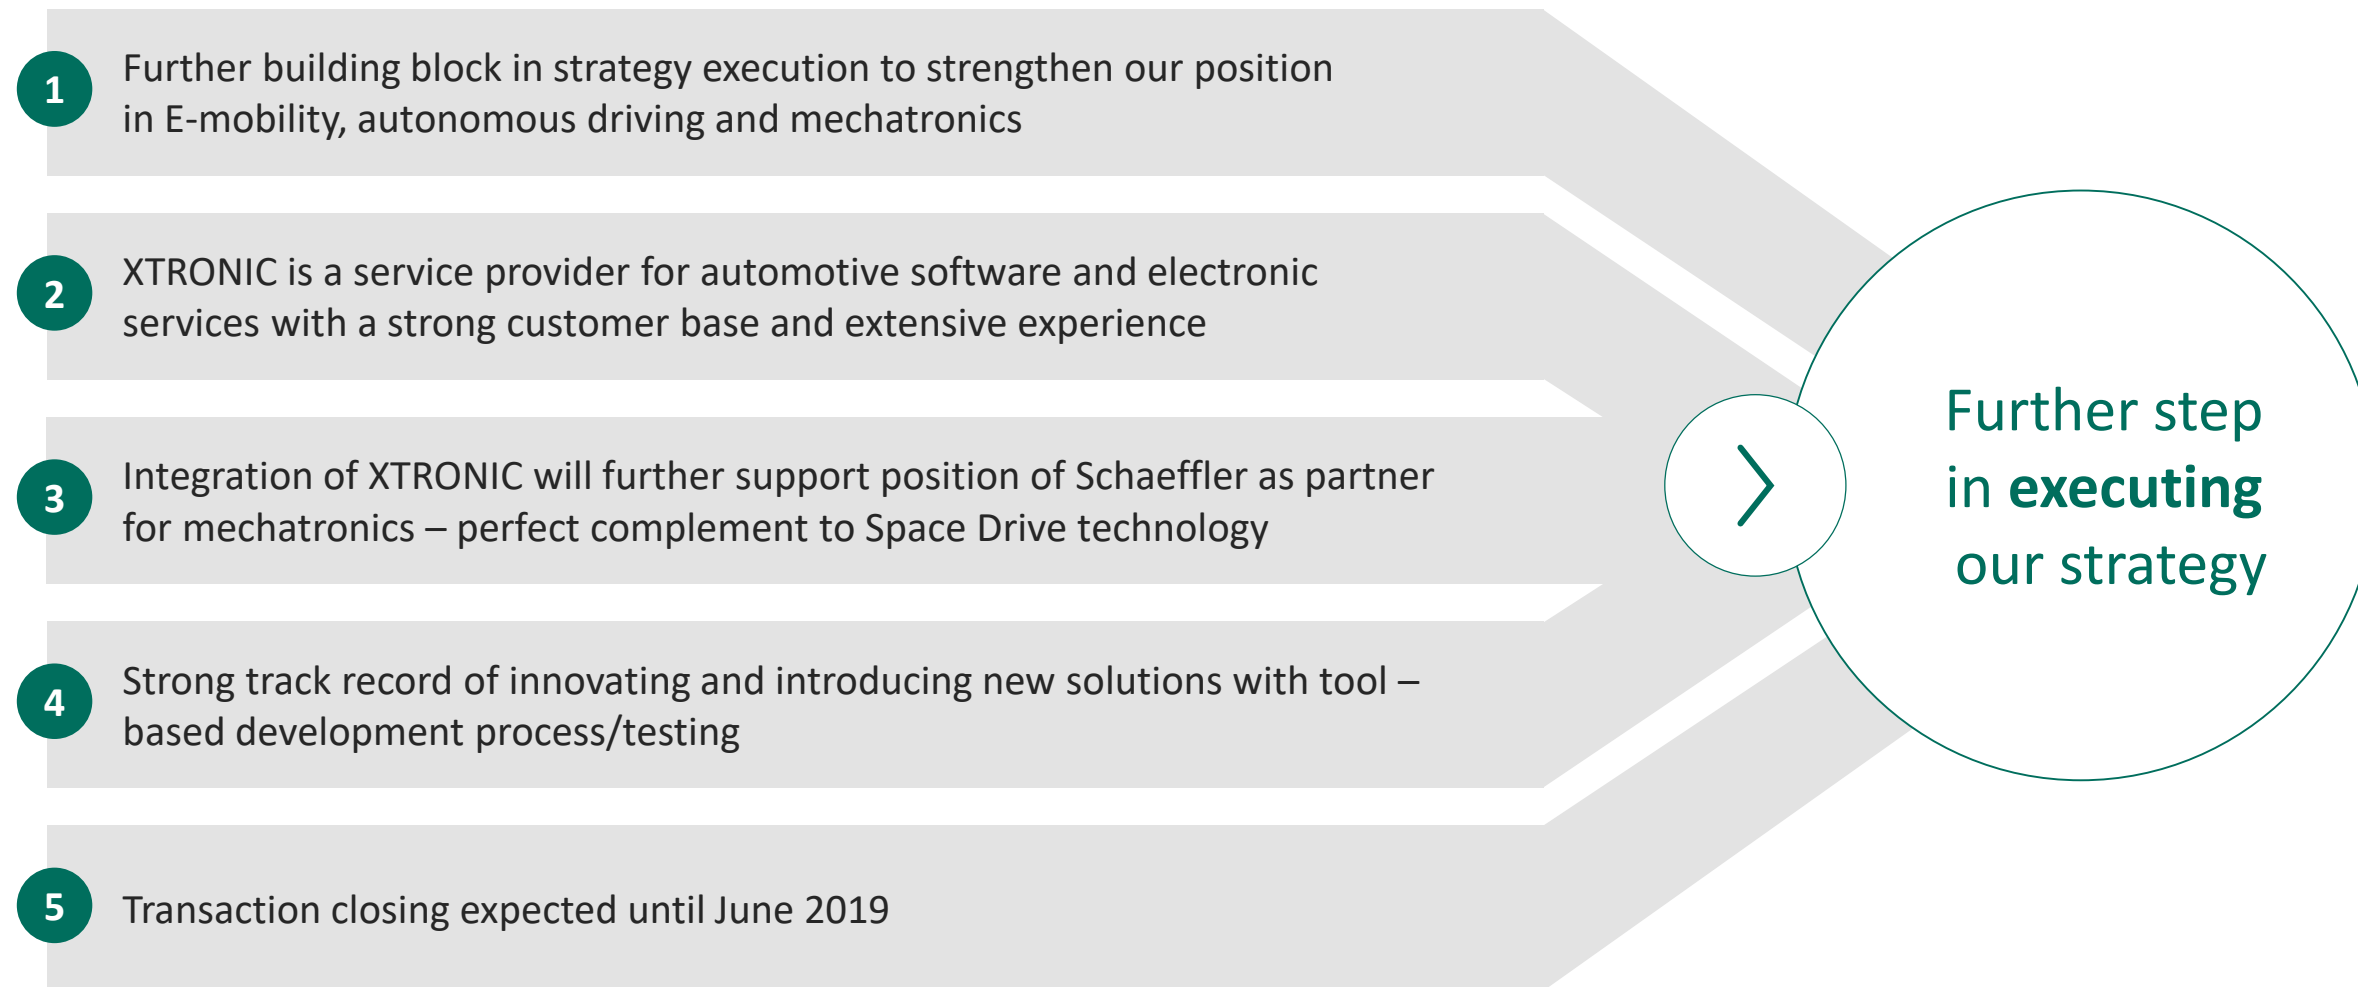 1
Further building block in strategy execution to strengthen our position
in E-mobility, autonomous driving and mechatronics
2
XTRONIC is a service provider for automotive software and electronic
services with a strong customer base and extensive experience
3
Integration of XTRONIC will further support position of Schaeffler as partner
for mechatronics – perfect complement to Space Drive technology
4
Strong track record of innovating and introducing new solutions with tool –
based development process/testing
5
Transaction closing expected until June 2019
Further step
in executing
our strategy